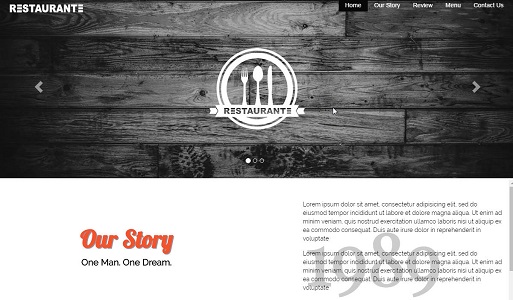 RESTAURANTE
Home Our Story Review Menu Contact Us
RESTAURANTE
Our Story
One Man. One Dream.
Lorem ipsum dolor sit amet, consectetur adipisicing elit, sed do
eiusmod tempor incididunt ut labore et dolore magna aliqua. Ut enim ad
minim veniam, quis nostrud exercitation ullamco laboris nisi ut aliquip ex
ea commodo consequat. Duis aute irure dolor in reprehenderit in
voluptate
1989
Lorem ipsum dolor sit amet, consectetur adipisicing elit, sed do
eiusmod tempor incididunt ut labore et dolore magna aliqua. Ut enim ad
minim veniam, quis nostrud exercitation ullamco laboris nisi ut aliquip ex
ea commodo consequat. Duis aute irure dolor in reprehenderit in
voluptate